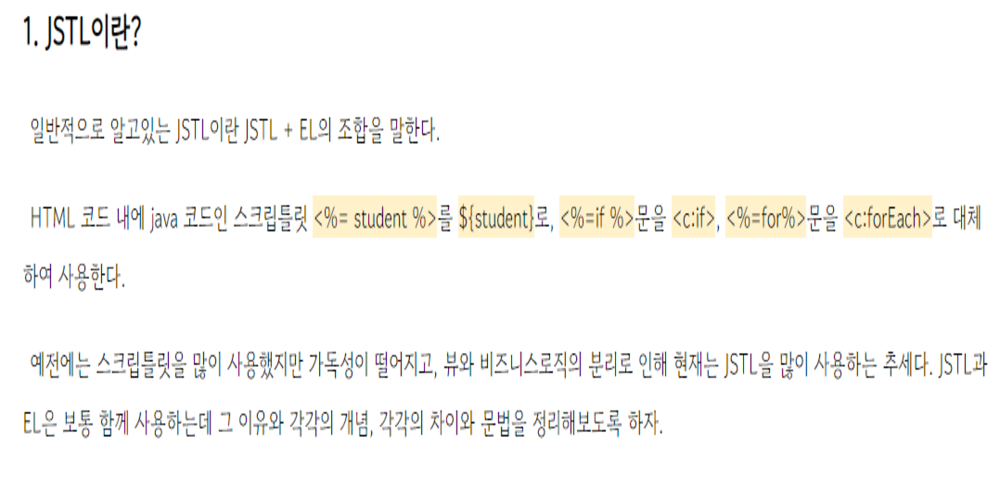 1. JSTL이란?
일반적으로 알고있는 JSTL이란 JSTL + EL의 조합을 말한다.
HTML 코드 내에 java 코드인 스크립틀릿 <%= student %>를 ${student}로, <%=if %>문을 <c:if>, <%=for%>문을 <c:forEach>로 대체
하여 사용한다.
예전에는 스크립틀릿을 많이 사용했지만 가독성이 떨어지고, 뷰와 비즈니스로직의 분리로 인해 현재는 JSTL을 많이 사용하는 추세다. JSTL과
EL은 보통 함께 사용하는데 그 이유와 각각의 개념, 각각의 차이와 문법을 정리해보도록 하자.